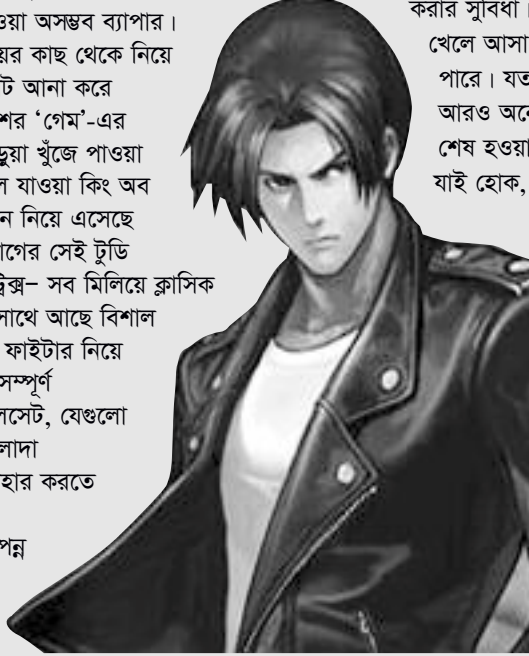 ওয়া অসম্ভব ব্যাপার।
য়ের কাছ থেকে নিয়ে
ট আনা করে
শের ‘গেম’-এর
ড়ুয়া খুঁজে পাওয়া
যাওয়া কিং অব
ন নিয়ে এসেছে
াগের সেই টুডি
ট্রিক্স– সব মিলিয়ে ক্লাসিক
সাথে আছে বিশাল
ফাইটার নিয়ে
সম্পূর্ণ
লসেট, যেগুলো
লাদা
হার করতে
পন্ন
করার সুবিধা।
খেলে আসা
পারে। যত
আরও অনে
শেষ হওয়া
যাই হোক,